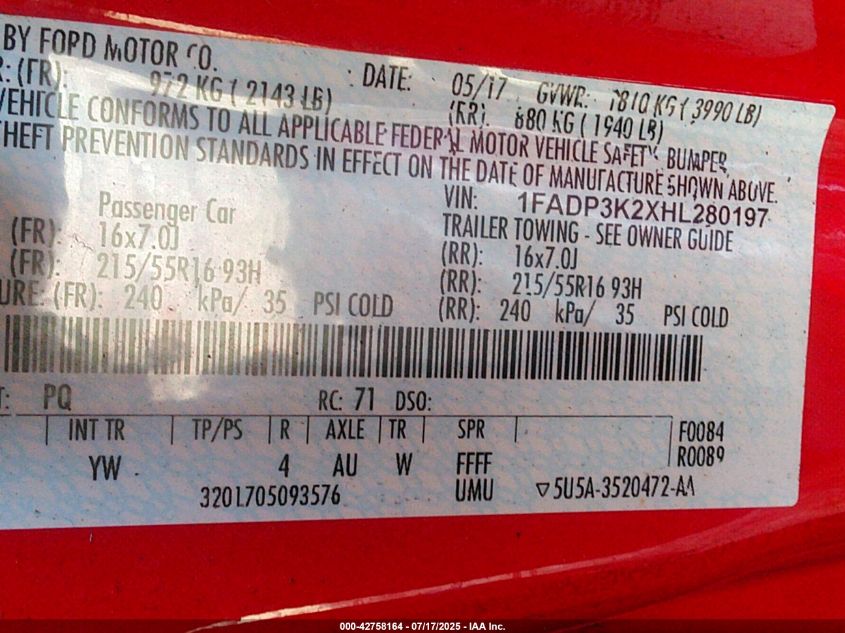 BY FORD MOTOR CO.
DATE: 05/17 GVWR: 1810 KG ( 3990 LB)
(FR): 972 KG ( 2143 LB) (RR): 880 KG ( 1940 LB)
VEHICLE CONFORMS TO ALL APPLICABLE FEDERAL MOTOR VEHICLE SAFETY, BUMPER,
THEFT PREVENTION STANDARDS IN EFFECT ON THE DATE OF MANUFACTURE SHOWN ABOVE.
VIN: 1FADP3K2XHL280197
Passenger Car TRAILER TOWING - SEE OWNER GUIDE
(FR): 16x7.0J (RR): 16x7.0J
(FR): 215/55R16 93H (RR): 215/55R16 93H
URE: (FR): 240 kPa/ 35 PSI COLD (RR): 240 kPa/ 35 PSI COLD
T: PQ RC: 71 DSO:
INT TR TP/PS R AXLE TR SPR F0084
YW 4 AU W FFFF R0089
3201705093576 UMU ▽5U5A-3520472-AA
000-42758164 - 07/17/2025 - IAA Inc.